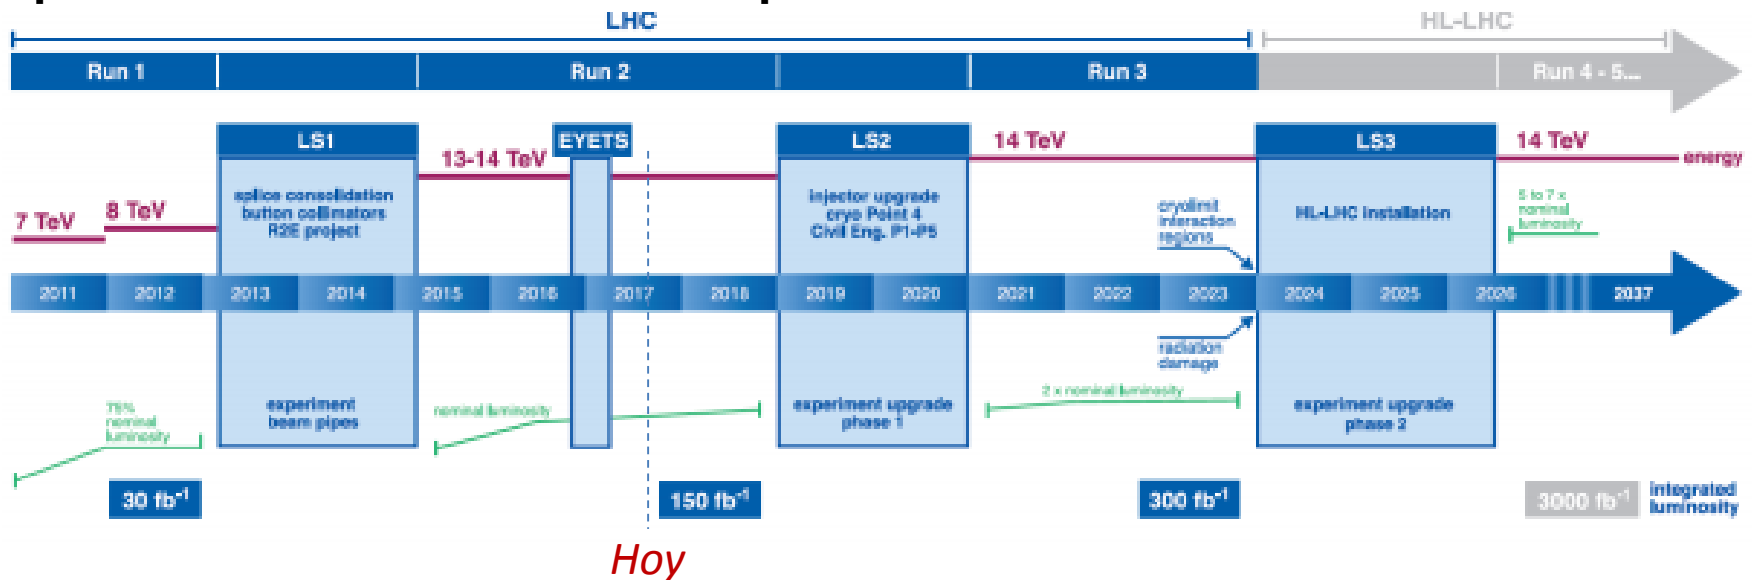 LHC
HL-LHC
Run 1
Run 2
Run 3
Run 4 - 5...
LS1
EYETS
LS2
LS3
14 TeV
14 TeV
energy
13-14 TeV
7 TeV
8 TeV
splice consolidation
button collimators
R2E project
injector upgrade
cryo Point 4
Civil Eng. P1-P5
cryolimit
interaction
regions
HL-LHC installation
5 to 7 x
nominal
luminosity
2011
2012
2013
2014
2015
2016
2017
2018
2019
2020
2021
2022
2023
2024
2025
2026
2037
radiation
damage
75%
nominal
luminosity
experiment
beam pipes
nominal luminosity
experiment upgrade
phase 1
2 x nominal luminosity
experiment upgrade
phase 2
30 fb⁻¹
150 fb⁻¹
300 fb⁻¹
3000 fb⁻¹
integrated
luminosity
Hoy